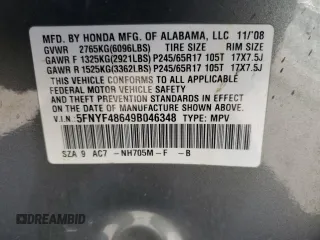 MFD. BY HONDA MFG. OF ALABAMA, LLC 11/'08
GVWR 2765KG(6096LBS) TIRE SIZE RIM SIZE
GAWR F 1325KG(2921LBS) P245/65R17 105T 17X7.5J
GAWR R 1525KG(3362LBS) P245/65R17 105T 17X7.5J
THIS VEHICLE CONFORMS TO ALL APPLICABLE
FEDERAL MOTOR VEHICLE SAFETY STANDARDS
IN EFFECT ON THE DATE OF MANUFACTURE
SHOWN ABOVE.
V.I.N: 5FNYF48649B046348 TYPE: MPV
SZA 9 AC7 -NH705M- F -B
DREAMBID